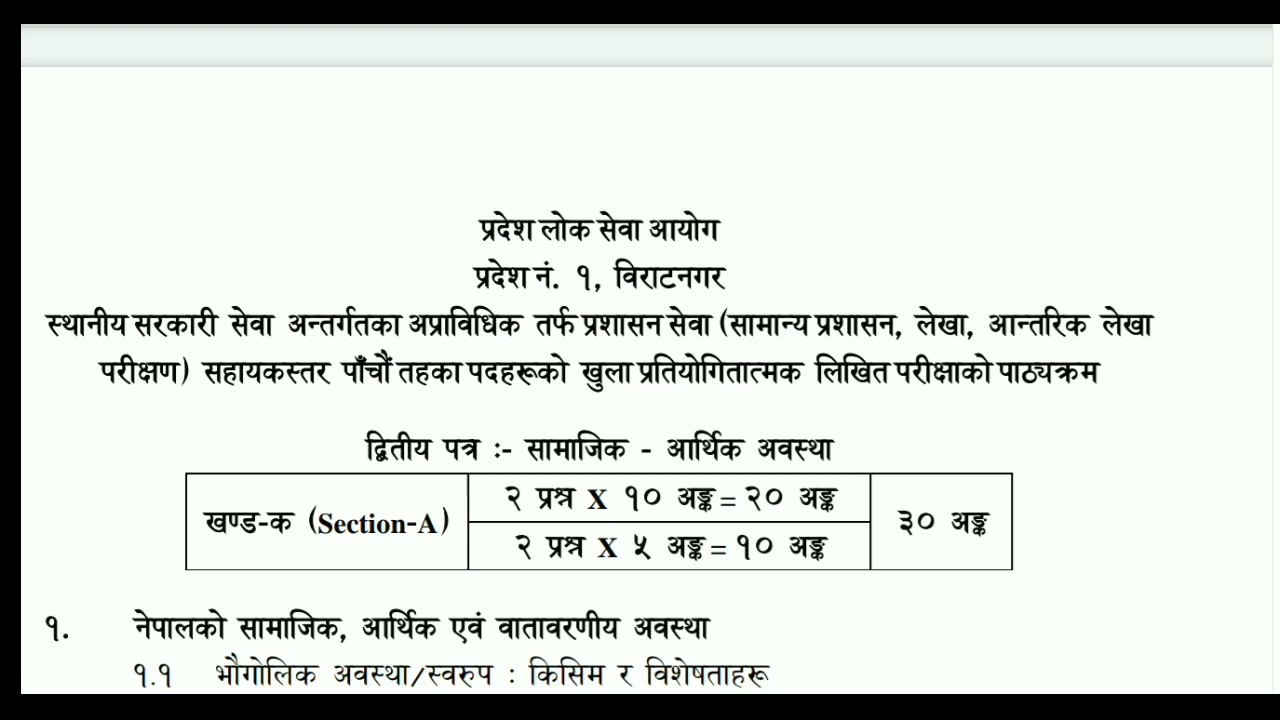 प्रदेश लोक सेवा आयोग
प्रदेश नं. १, विराटनगर
स्थानीय सरकारी सेवा अन्तर्गतका अप्राविधिक तर्फ प्रशासन सेवा (सामान्य प्रशासन, लेखा, आन्तरिक लेखा
परीक्षण) सहायकस्तर पाँचौं तहका पदहरूको खुला प्रतियोगितात्मक लिखित परीक्षाको पाठ्यक्रम
द्वितीय पत्र :- सामाजिक - आर्थिक अवस्था
खण्ड-क (Section-A)
२ प्रश्न X १० अङ्क = २० अङ्क
२ प्रश्न X ५ अङ्क = १० अङ्क
३० अङ्क
१. नेपालको सामाजिक, आर्थिक एवं वातावरणीय अवस्था
१.१ भौगोलिक अवस्था/स्वरुप : किसिम र विशेषताहरू